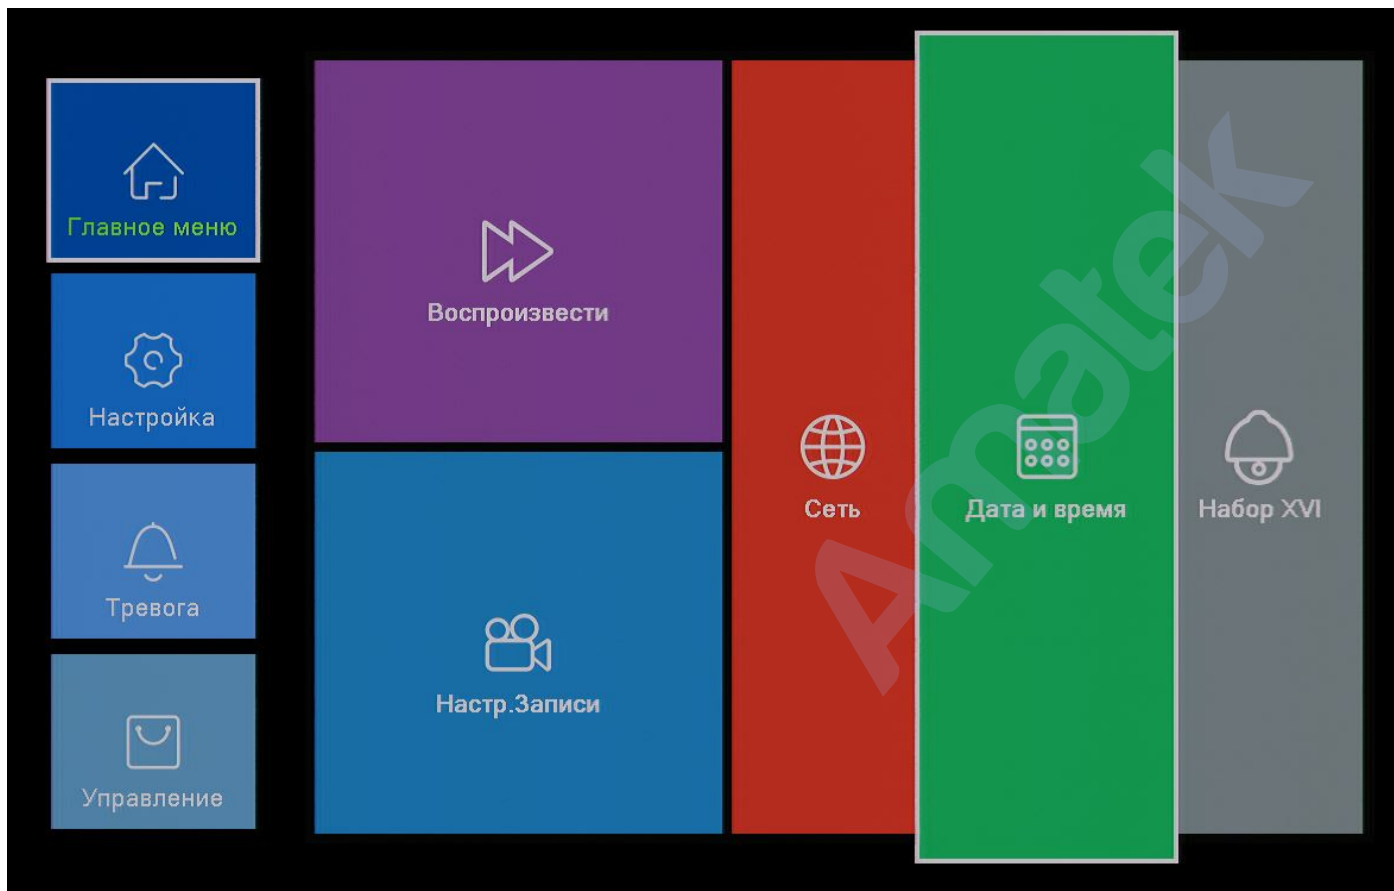 Главное меню
Настройка
Тревога
Управление
Воспроизвести
Настр.Записи
Сеть
Дата и время
Набор XVI
Amatek